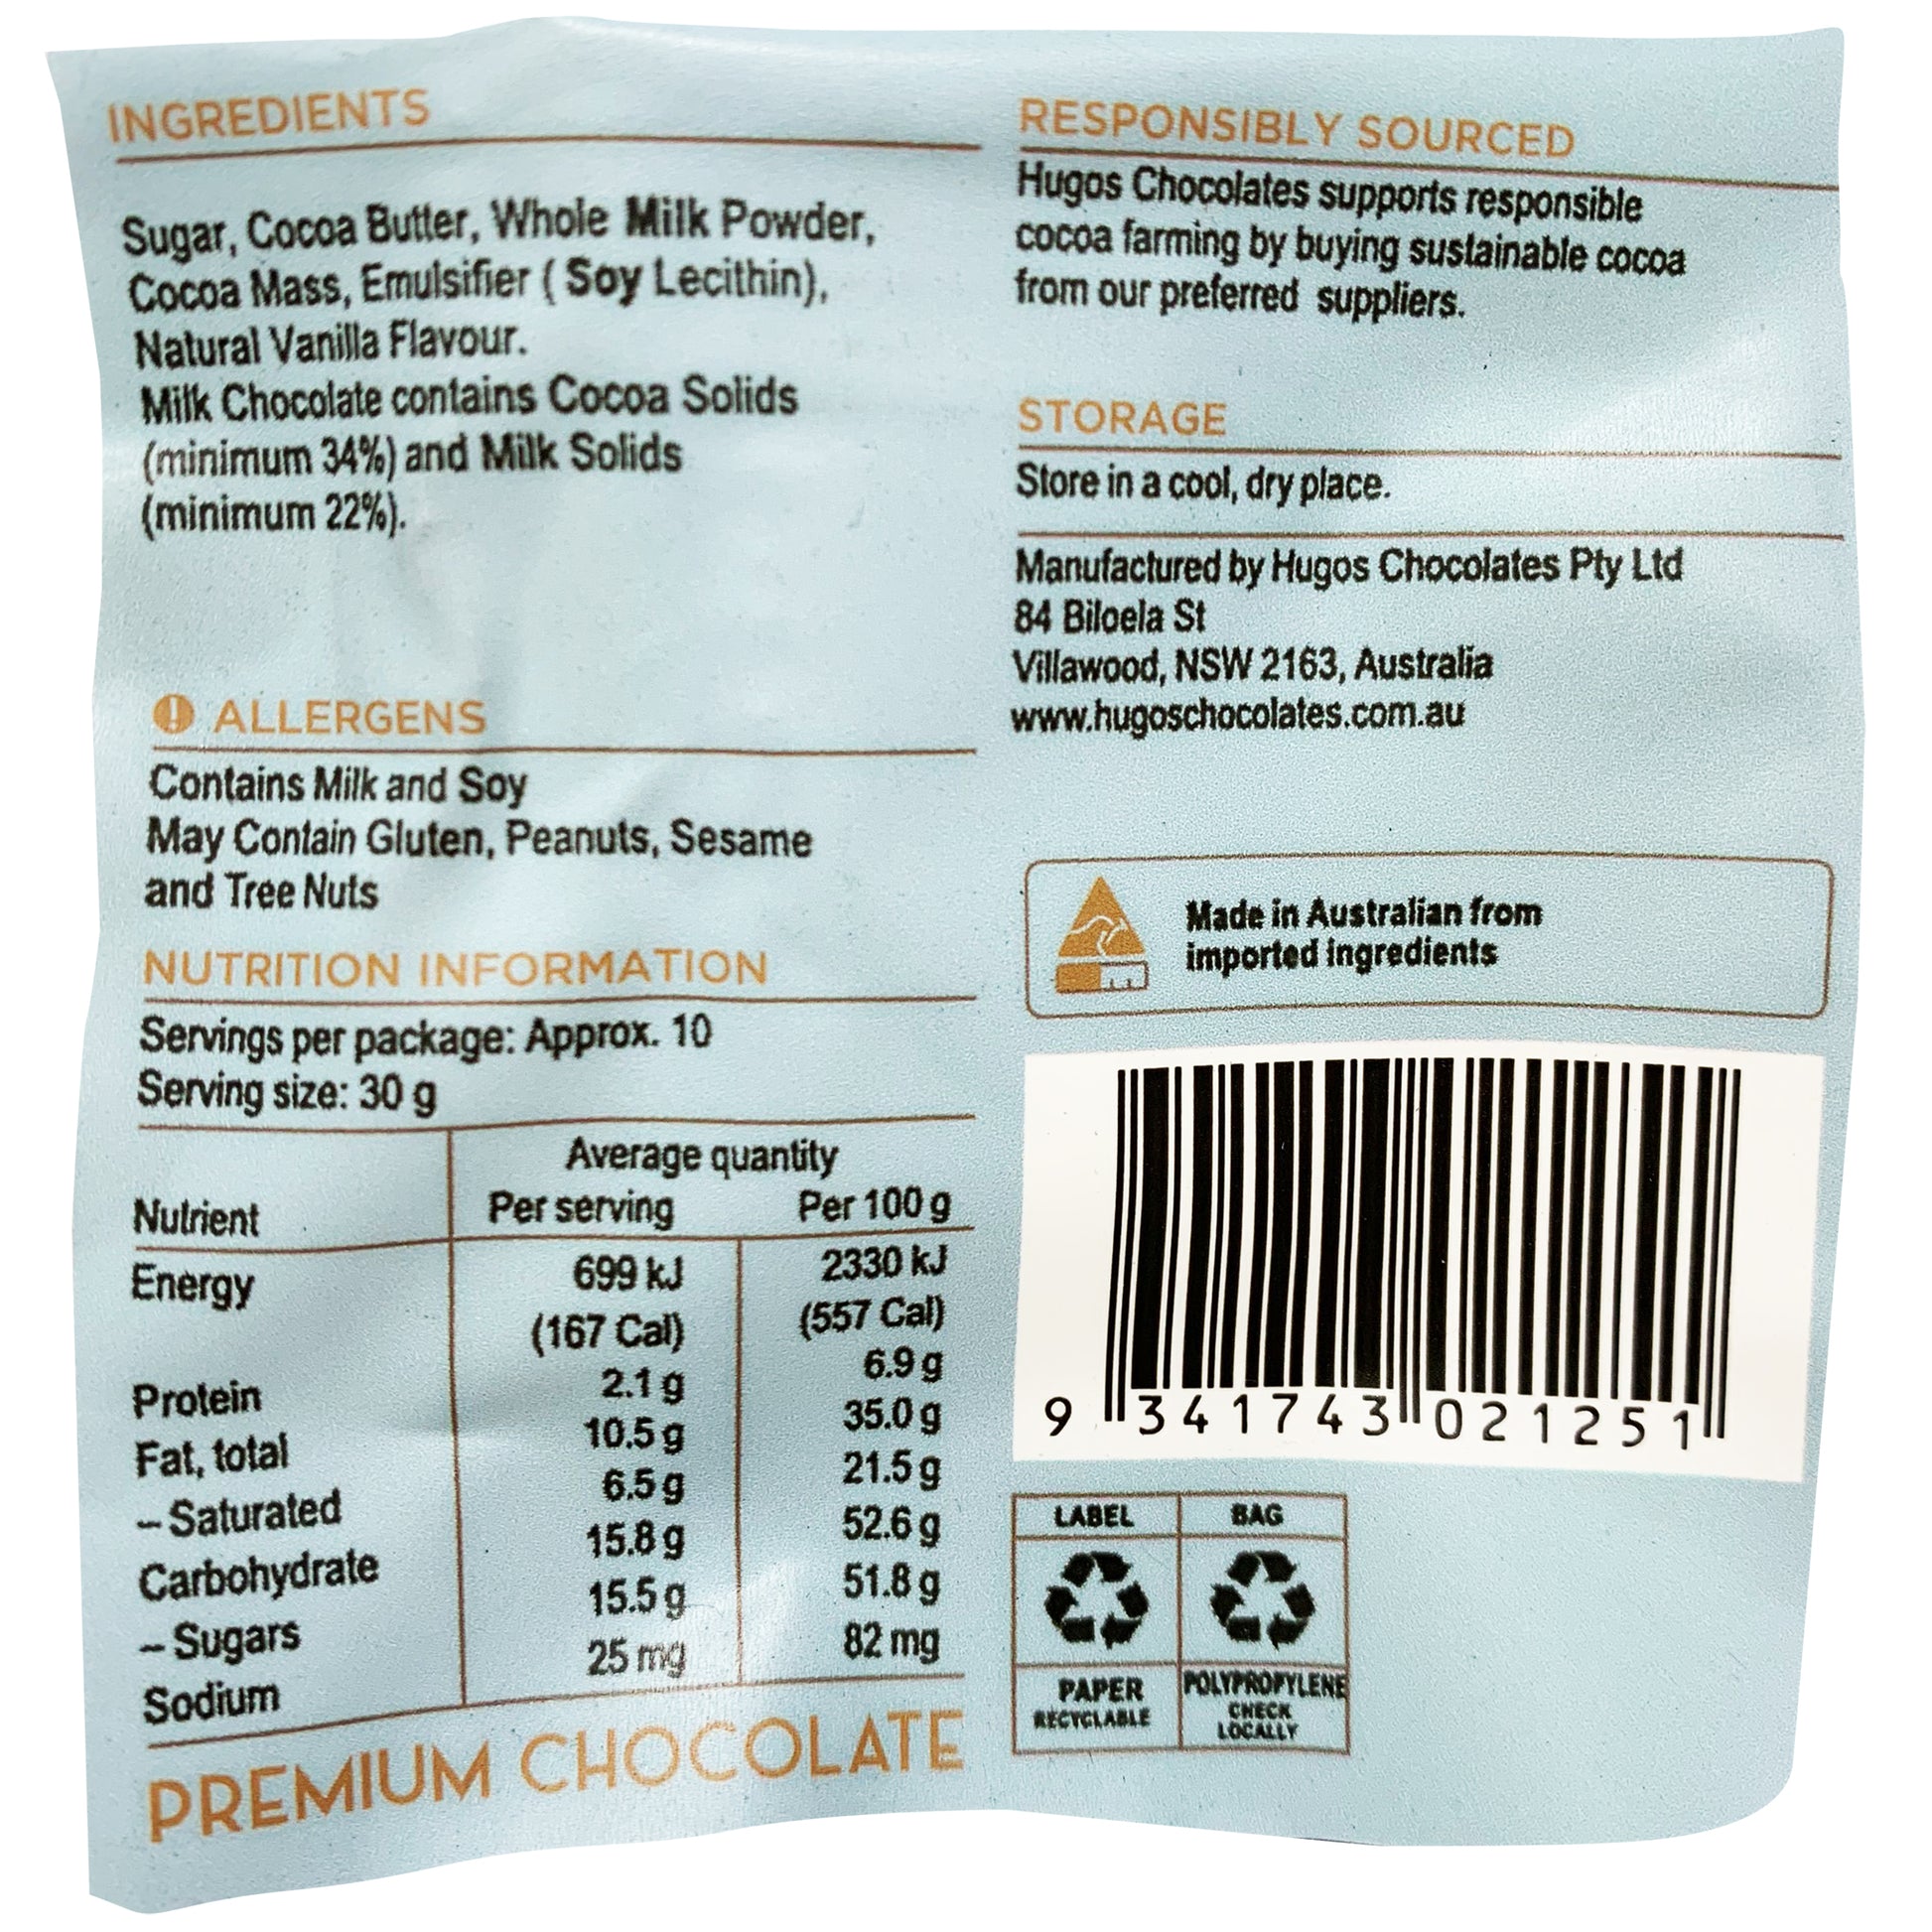 INGREDIENTS
Sugar, Cocoa Butter, Whole Milk Powder,
Cocoa Mass, Emulsifier ( Soy Lecithin),
Natural Vanilla Flavour.
Milk Chocolate contains Cocoa Solids
(minimum 34%) and Milk Solids
(minimum 22%).
ALLERGENS
Contains Milk and Soy
May Contain Gluten, Peanuts, Sesame
and Tree Nuts
NUTRITION INFORMATION
Servings per package: Approx. 10
Serving size: 30 g
Average quantity
Nutrient Per serving Per 100 g
Energy 699 kJ 2330 kJ
(167 Cal) (557 Cal)
Protein 2.1 g 6.9 g
Fat, total 10.5 g 35.0 g
– Saturated 6.5 g 21.5 g
Carbohydrate 15.8 g 52.6 g
– Sugars 15.5 g 51.8 g
Sodium 25 mg 82 mg
PREMIUM CHOCOLATE
RESPONSIBLY SOURCED
Hugos Chocolates supports responsible
cocoa farming by buying sustainable cocoa
from our preferred suppliers.
STORAGE
Store in a cool, dry place.
Manufactured by Hugos Chocolates Pty Ltd
84 Biloela St
Villawood, NSW 2163, Australia
www.hugoschocolates.com.au
Made in Australian from
imported ingredients
9 341743 021251
LABEL BAG
PAPER POLYPROPYLENE
RECYCLABLE CHECK
LOCALLY